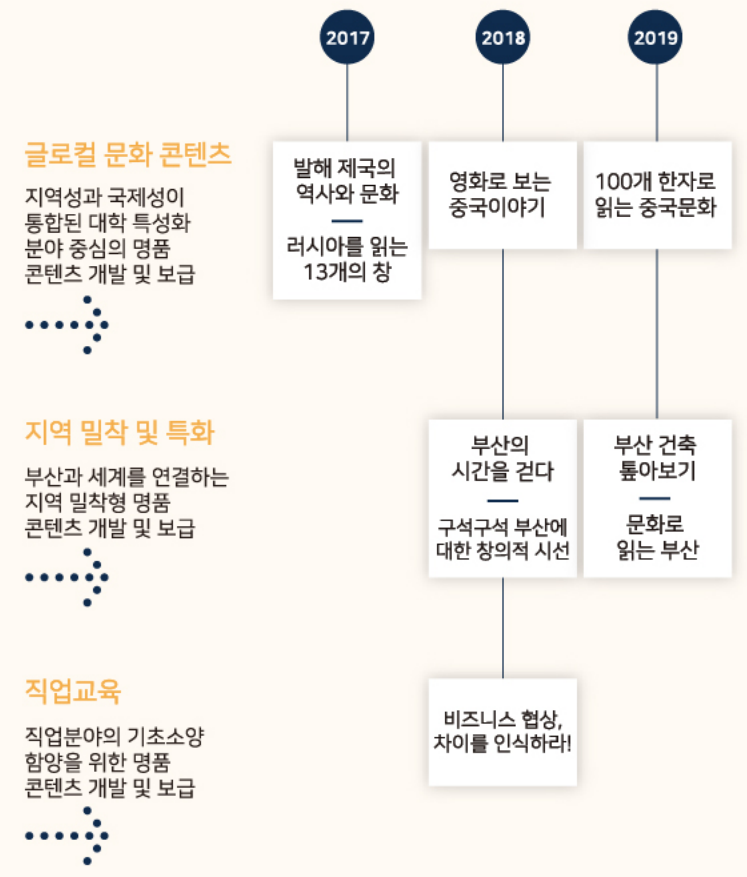 2017
2018
2019
글로컬 문화 콘텐츠
지역성과 국제성이
통합된 대학 특성화
분야 중심의 명품
콘텐츠 개발 및 보급
발해 제국의
역사와 문화
러시아를 읽는
13개의 창
영화로 보는
중국이야기
100개 한자로
읽는 중국문화
지역 밀착 및 특화
부산과 세계를 연결하는
지역 밀착형 명품
콘텐츠 개발 및 보급
부산의
시간을 걷다
구석구석 부산에
대한 창의적 시선
부산 건축
톺아보기
문화로
읽는 부산
직업교육
직업분야의 기초소양
함양을 위한 명품
콘텐츠 개발 및 보급
비즈니스 협상,
차이를 인식하라!